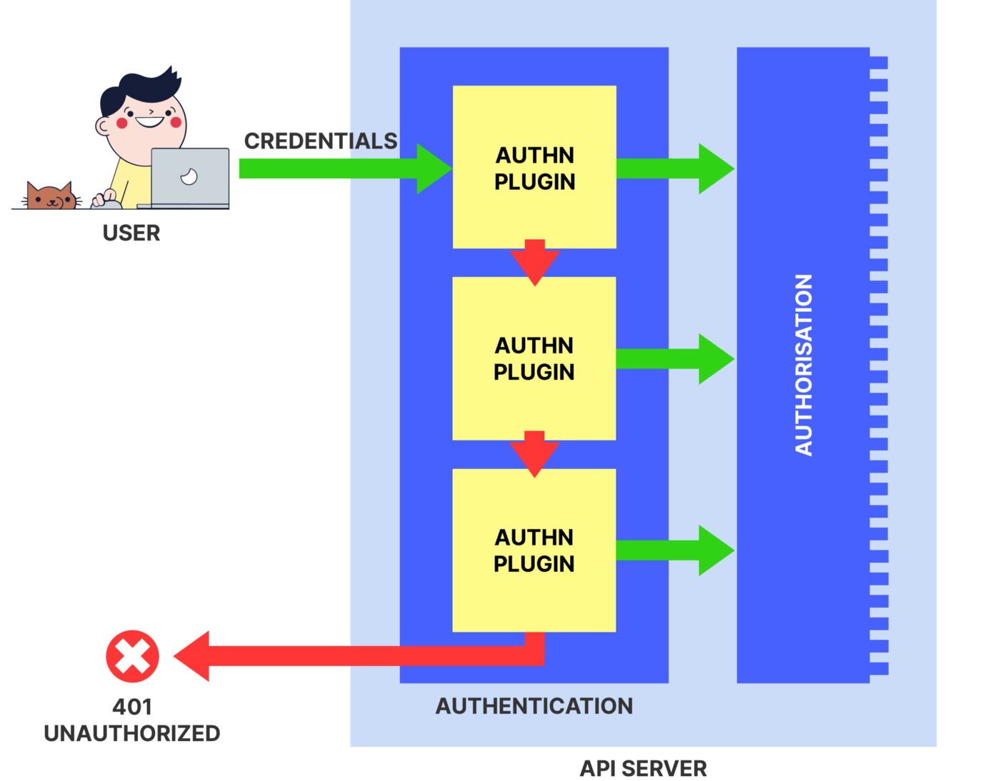 CREDENTIALS
USER
AUTHN
PLUGIN
AUTHN
PLUGIN
AUTHN
PLUGIN
AUTHORISATION
401
UNAUTHORIZED
AUTHENTICATION
API SERVER